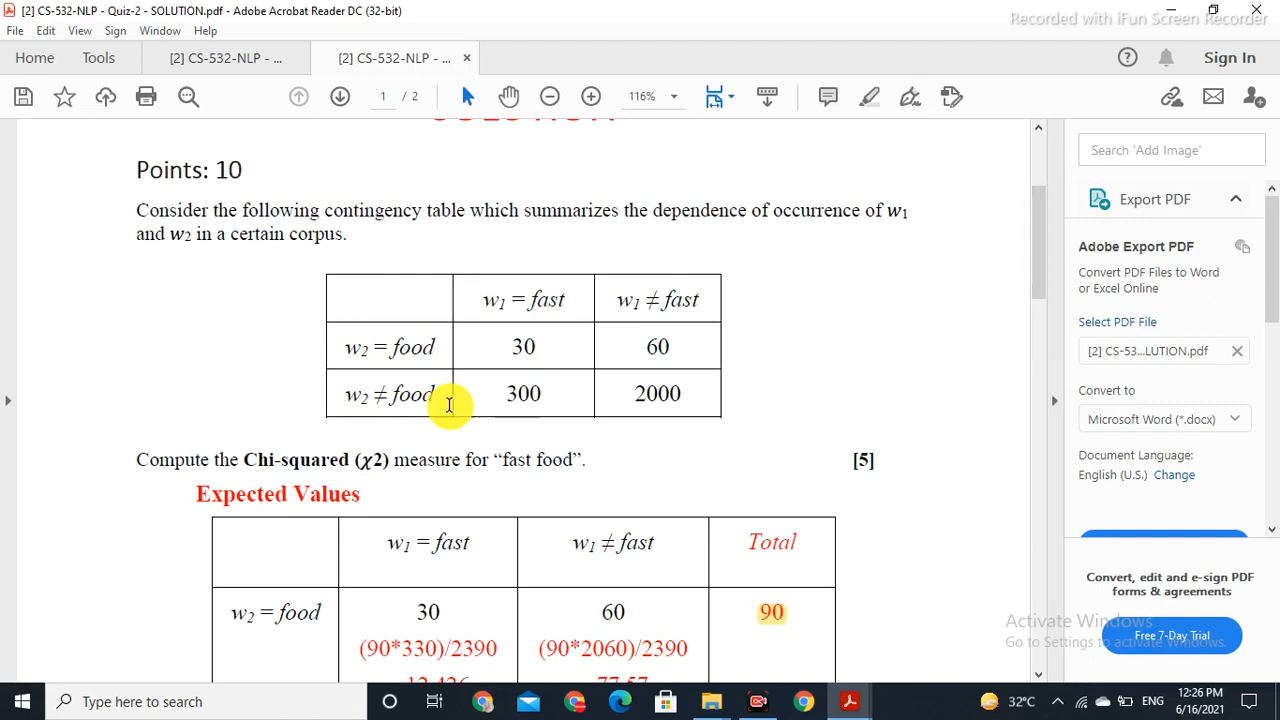 [2] CS-532-NLP - Quiz-2 - SOLUTION.pdf - Adobe Acrobat Reader DC (32-bit)
Recorded with iFun Screen Recorder
File Edit View Sign Window Help
Home Tools [2] CS-532-NLP - ... [2] CS-532-NLP - ... × Sign In
1 / 2 116%
SOLUTION
Points: 10
Consider the following contingency table which summarizes the dependence of occurrence of w1
and w2 in a certain corpus.
w1 = fast w1 ≠ fast
w2 = food 30 60
w2 ≠ food 300 2000
Compute the Chi-squared (χ2) measure for “fast food”. [5]
Expected Values
w1 = fast w1 ≠ fast Total
w2 = food 30 60 90
(90*330)/2390 (90*2060)/2390
12.426 77.57
Search 'Add Image'
Export PDF
Adobe Export PDF
Convert PDF Files to Word
or Excel Online
Select PDF File
[2] CS-53...LUTION.pdf ×
Convert to
Microsoft Word (*.docx)
Document Language:
English (U.S.) Change
Convert, edit and e-sign PDF
forms & agreements
Activate Windows
Go to Settings to activate Windows.
Free 7-Day Trial
Type here to search
32°C ENG 12:26 PM
6/16/2021